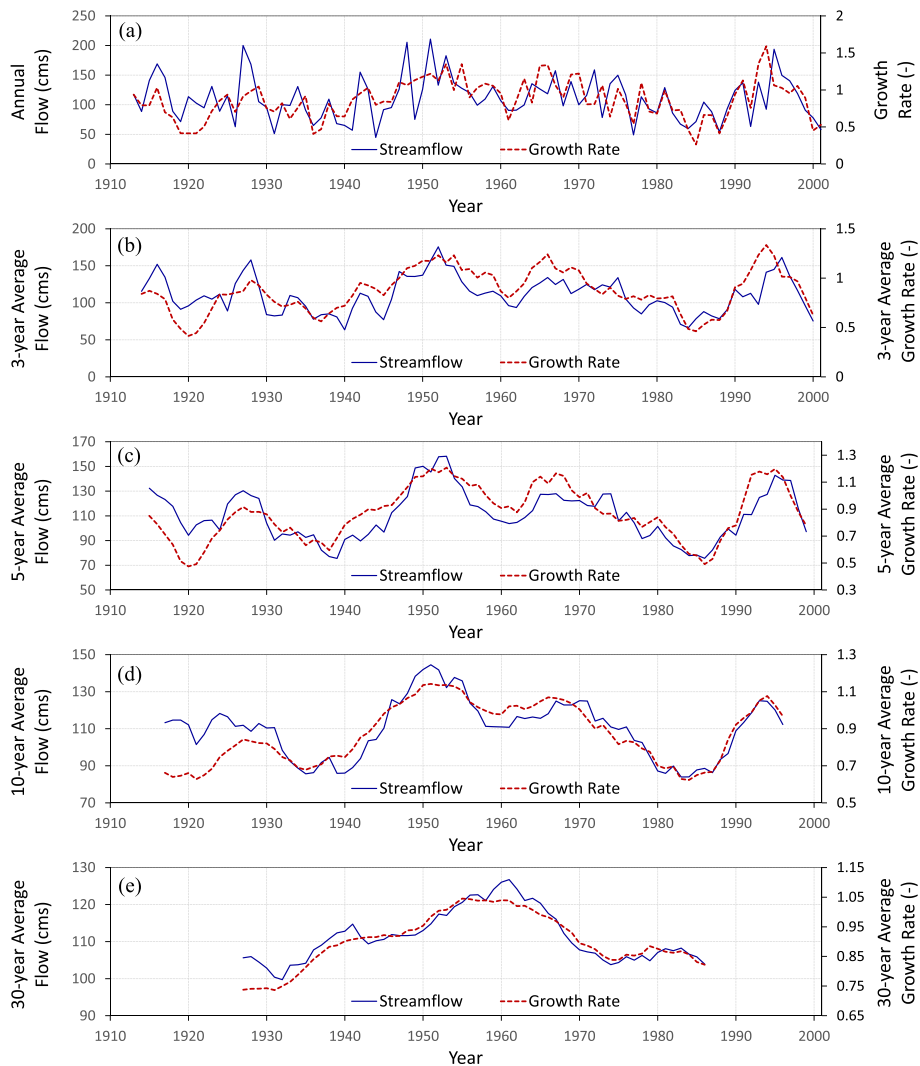 (a)
Annual
Flow (cms)
250
200
150
100
50
0
2
1.5
1
0.5
0
Growth
Rate (-)
Streamflow
Growth Rate
1910 1920 1930 1940 1950 1960 1970 1980 1990 2000
Year
(b)
3-year Average
Flow (cms)
200
150
100
50
0
1.5
1
0.5
0
3-year Average
Growth Rate (-)
Streamflow
Growth Rate
1910 1920 1930 1940 1950 1960 1970 1980 1990 2000
Year
(c)
5-year Average
Flow (cms)
170
150
130
110
90
70
50
1.3
1.1
0.9
0.7
0.5
0.3
5-year Average
Growth Rate (-)
Streamflow
Growth Rate
1910 1920 1930 1940 1950 1960 1970 1980 1990 2000
Year
(d)
10-year Average
Flow (cms)
150
130
110
90
70
1.3
1.1
0.9
0.7
0.5
10-year Average
Growth Rate (-)
Streamflow
Growth Rate
1910 1920 1930 1940 1950 1960 1970 1980 1990 2000
Year
(e)
30-year Average
Flow (cms)
130
120
110
100
90
1.15
1.05
0.95
0.85
0.75
0.65
30-year Average
Growth Rate (-)
Streamflow
Growth Rate
1910 1920 1930 1940 1950 1960 1970 1980 1990 2000
Year